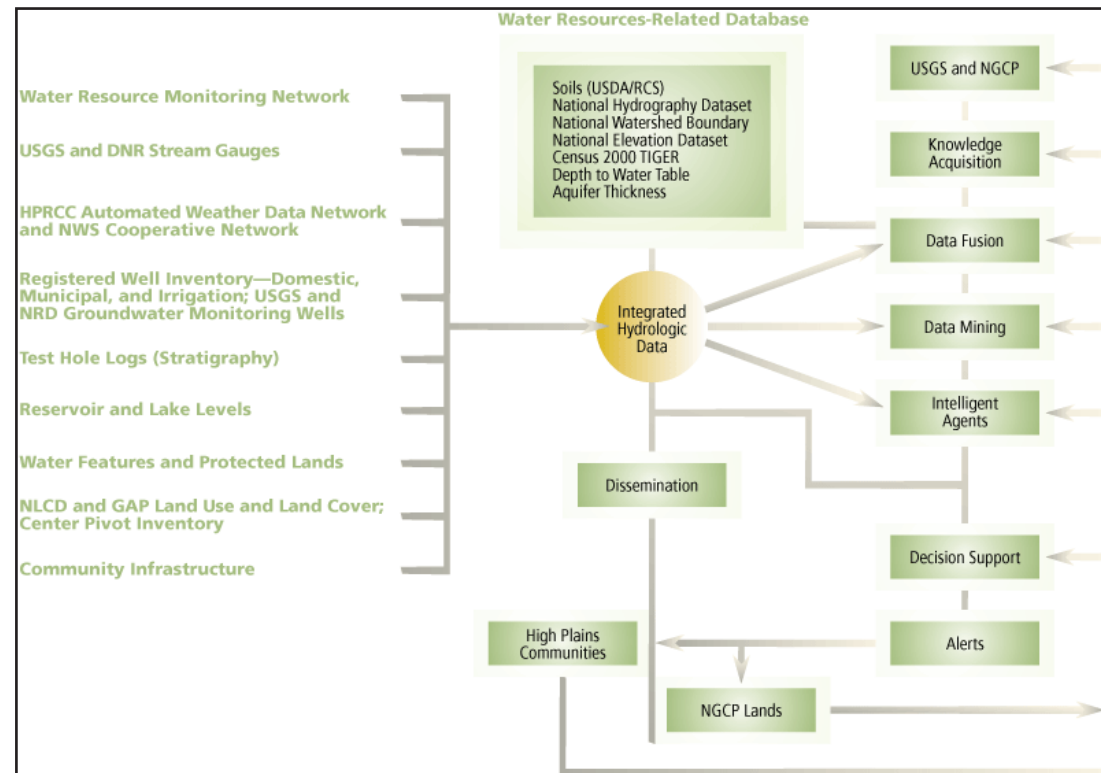 Water Resources-Related Database
Soils (USDA/RCS)
National Hydrography Dataset
National Watershed Boundary
National Elevation Dataset
Census 2000 TIGER
Depth to Water Table
Aquifer Thickness
Water Resource Monitoring Network
USGS and DNR Stream Gauges
HPRCC Automated Weather Data Network
and NWS Cooperative Network
Registered Well Inventory—Domestic,
Municipal, and Irrigation; USGS and
NRD Groundwater Monitoring Wells
Test Hole Logs (Stratigraphy)
Reservoir and Lake Levels
Water Features and Protected Lands
NLCD and GAP Land Use and Land Cover;
Center Pivot Inventory
Community Infrastructure
Integrated
Hydrologic
Data
Dissemination
High Plains
Communities
NGCP Lands
USGS and NGCP
Knowledge
Acquisition
Data Fusion
Data Mining
Intelligent
Agents
Decision Support
Alerts